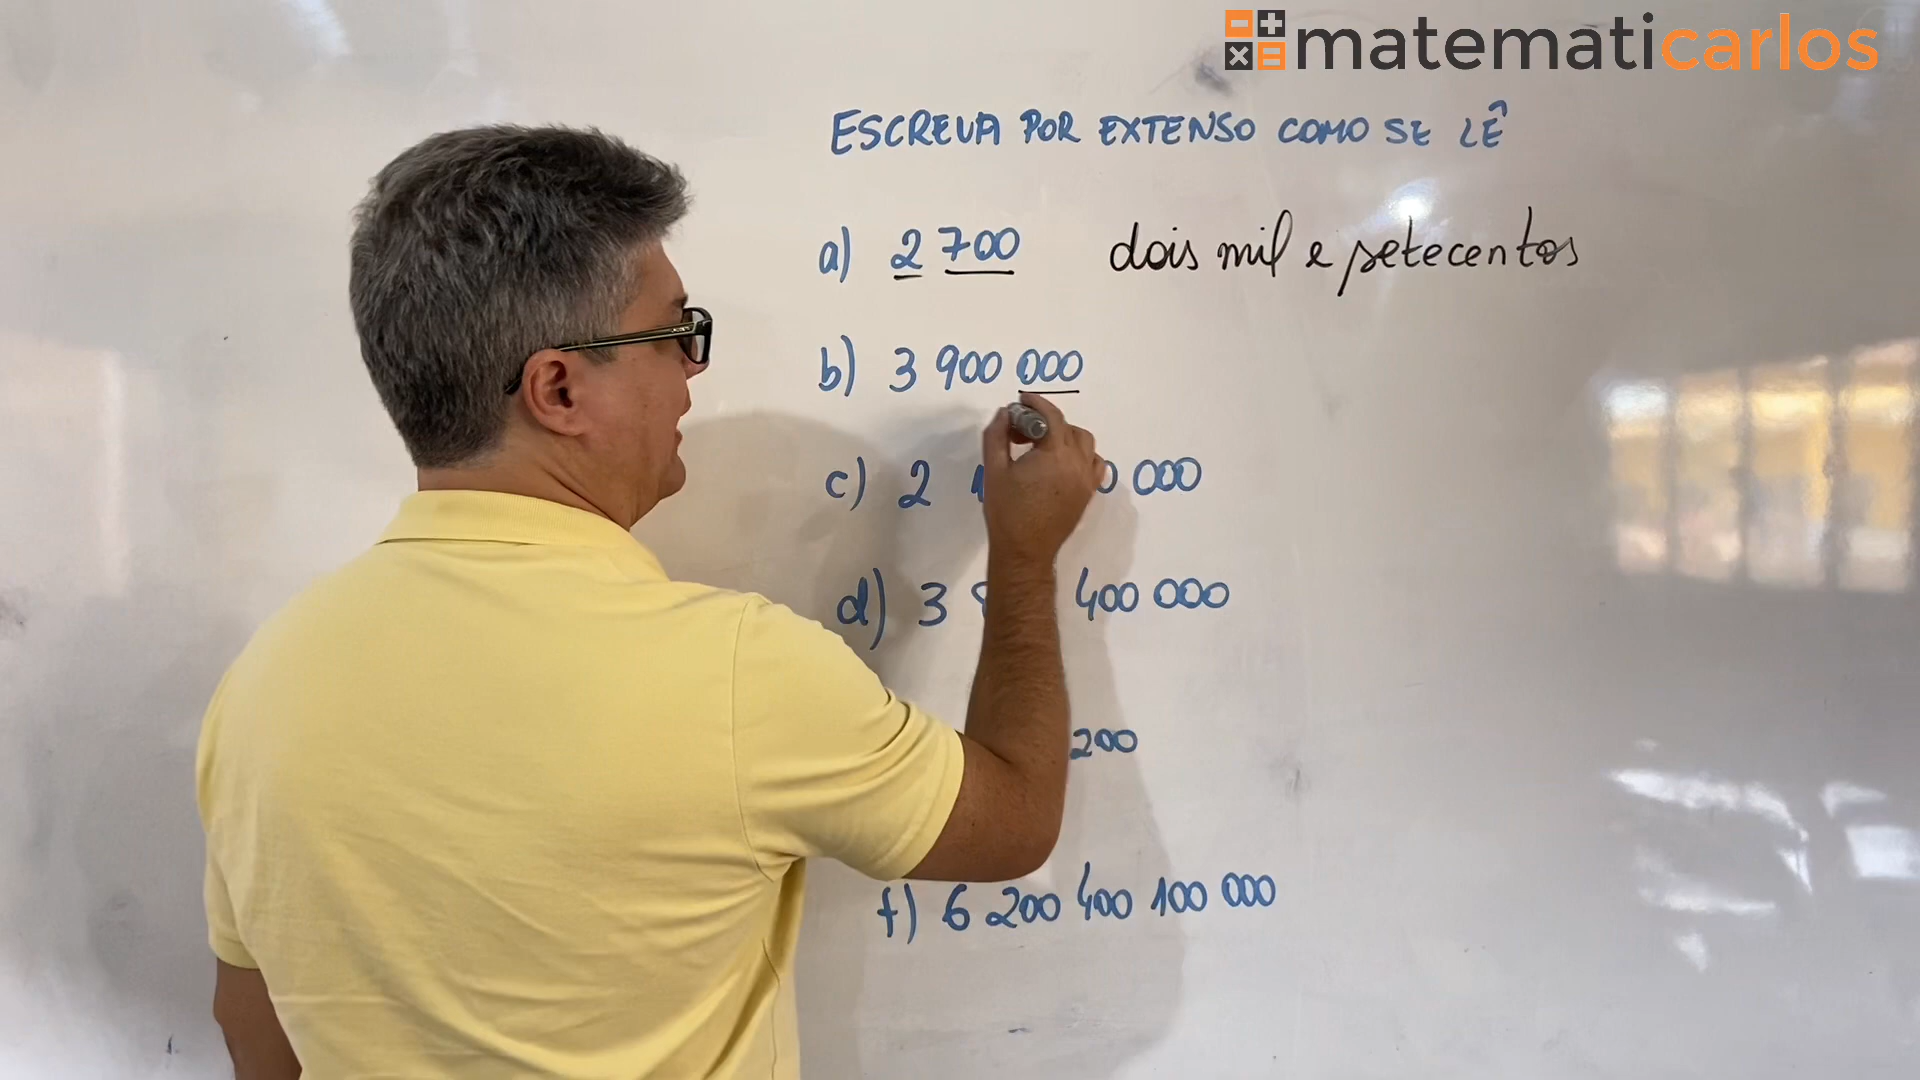 matematicarlos
ESCREVA POR EXTENSO COMO SE LÊ
a) 2 700 dois mil e setecentos
b) 3 900 000
c) 2 000
d) 3 400 000
200
f) 6 200 400 100 000